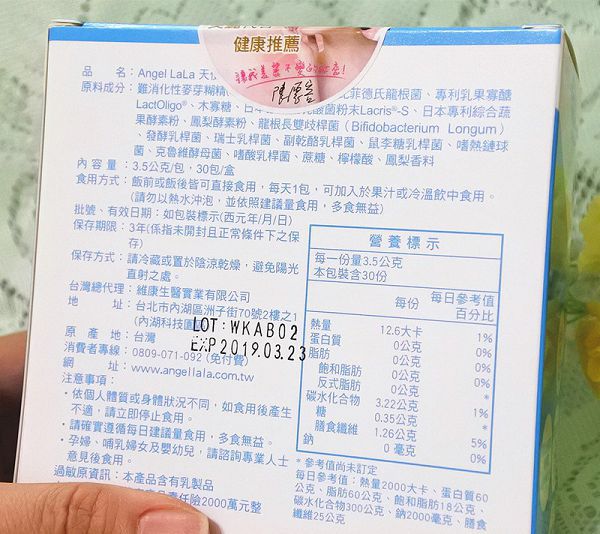 健康推薦
品　名：Angel LaLa 天
原料成分：難消化性麥芽糊精
比菲德氏龍根菌、專利乳果寡醣
LactOligo®、木寡糖、日本
酸菌粉末Lacris®-S、日本專利綜合蔬
果酵素粉、鳳梨酵素粉、龍根長雙歧桿菌（Bifidobacterium Longum）
、發酵乳桿菌、瑞士乳桿菌、副乾酪乳桿菌、鼠李糖乳桿菌、嗜熱鏈球
菌、克魯維酵母菌、嗜酸乳桿菌、蔗糖、檸檬酸、鳳梨香料
內 容 量：3.5公克/包，30包/盒
食用方式：飯前或飯後皆可直接食用，每天1包，可加入於果汁或冷溫飲中食用。
(請勿以熱水沖泡，並依照建議量食用，多食無益)
批號、有效日期：如包裝標示(西元年/月/日)
保存期限：3年(係指未開封且正常條件下之保
存)
保存方式：請冷藏或置於陰涼乾燥，避免陽光
直射之處。
台灣總代理：維康生醫實業有限公司
地　　址：台北市內湖區洲子街70號2樓之1
(內湖科技園
LOT:WKAB02
EXP2019.03.23
原 產 地：台灣
消費者專線：0809-071-092 (免付費)
網　　址：www.angellala.com.tw
注意事項：
・依個人體質或身體狀況不同，如食用後產生
不適，請立即停止食用。
・請確實遵循每日建議量食用，多食無益。
・孕婦、哺乳婦女及嬰幼兒，請諮詢專業人士
意見後食用。
過敏原資訊：本產品含有乳製品
責任險2000萬元整
營養標示
每一份量3.5公克
本包裝含30份
每份 每日參考值
百分比
熱量 12.6大卡 1%
蛋白質 0公克 0%
脂肪 0公克 0%
飽和脂肪 0公克 0%
反式脂肪 0公克 *
碳水化合物 3.22公克 1%
糖 0.35公克 *
膳食纖維 1.26公克 5%
鈉 0 毫克 0%
* 參考值尚未訂定
每日參考值：熱量2000大卡、蛋白質60
公克、脂肪60公克、飽和脂肪18公克、
碳水化合物300公克、鈉2000毫克、膳食
纖維25公克